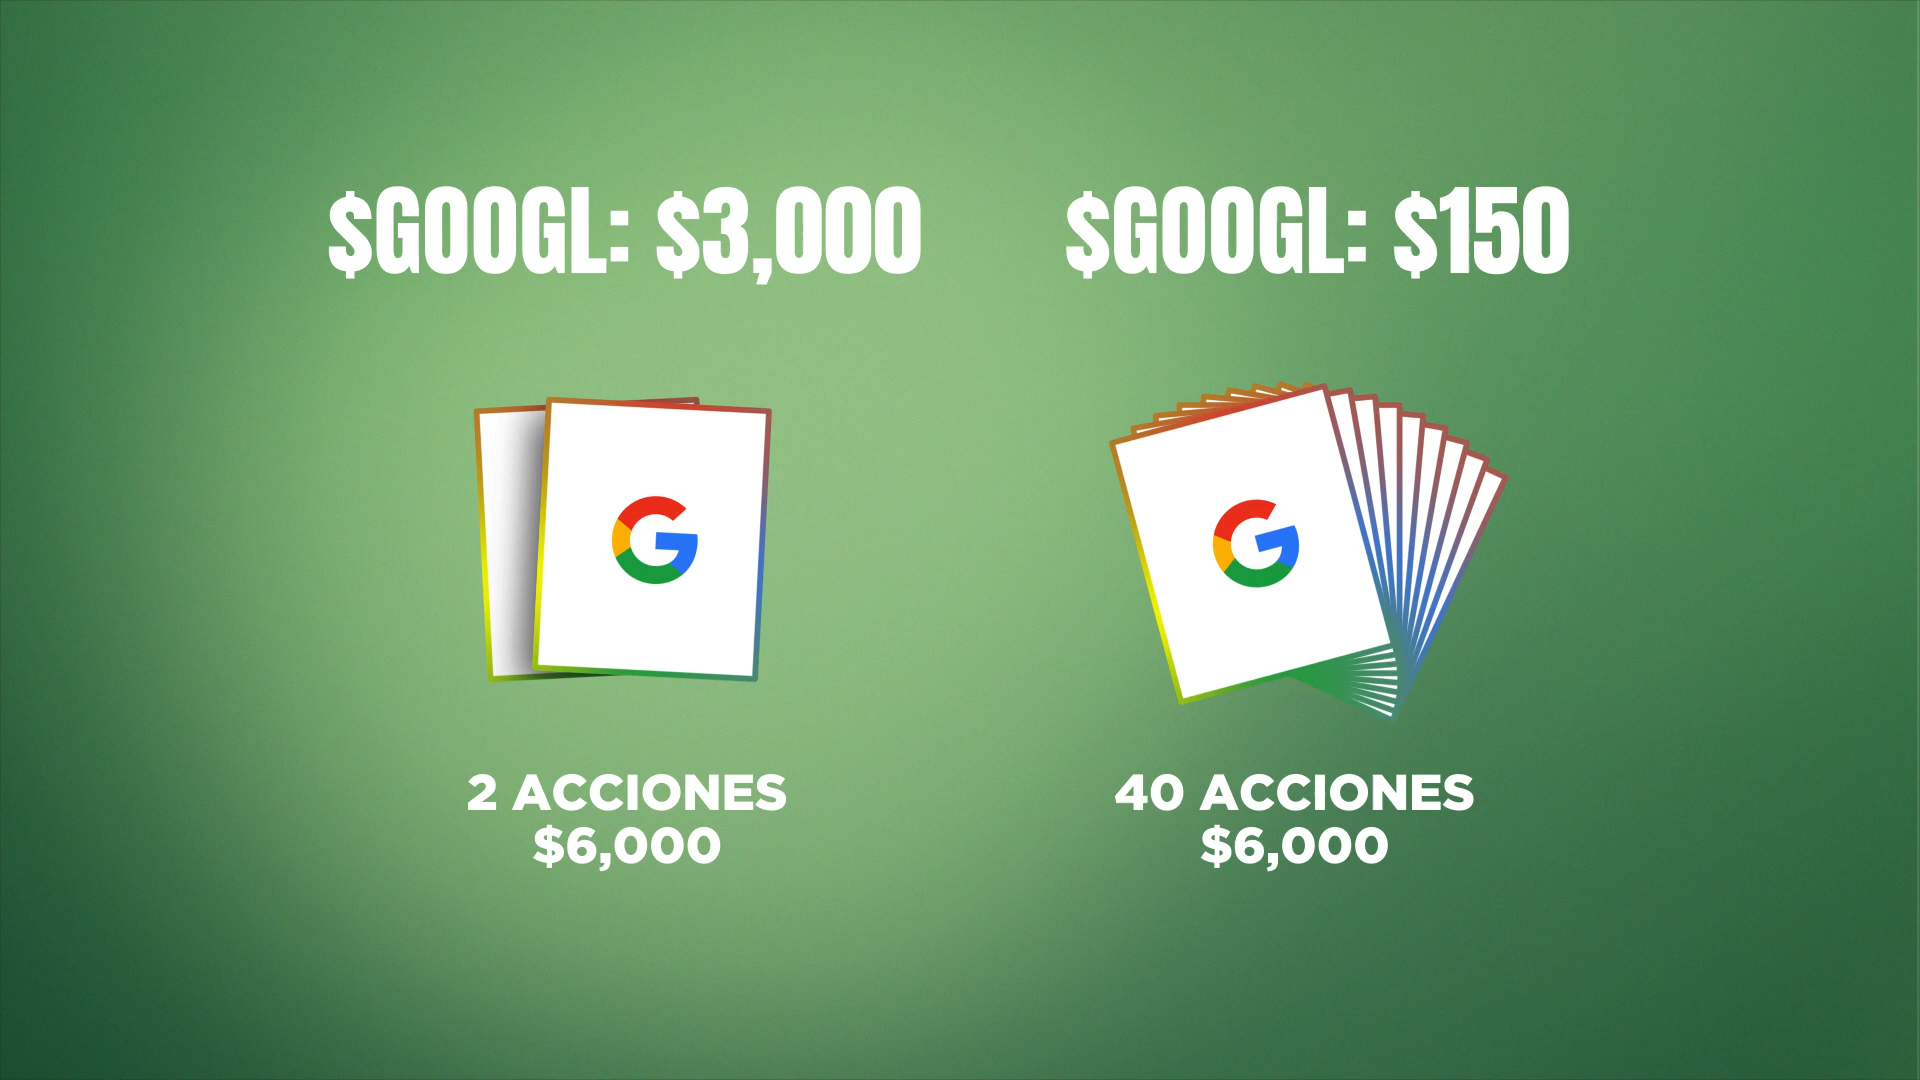 $GOOGL: $3,000
2 ACCIONES
$6,000
$GOOGL: $150
40 ACCIONES
$6,000